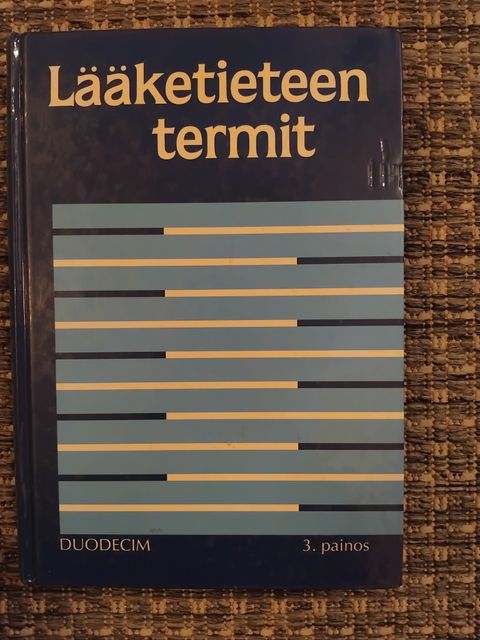 Lääketieteen
termit
DUODECIM
3. painos